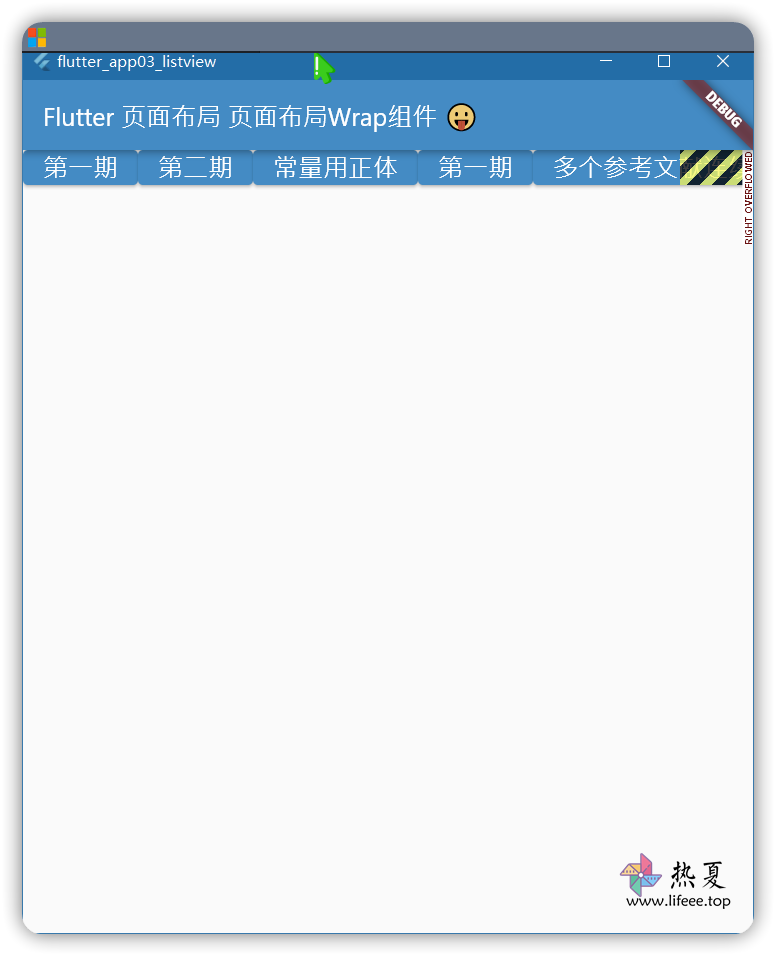 flutter_app03_listview
Flutter 页面布局 页面布局Wrap组件 😛
DEBUG
第一期 第二期 常量用正体 第一期 多个参考文
RIGHT OVERFLOWED
热夏
www.lifeee.top